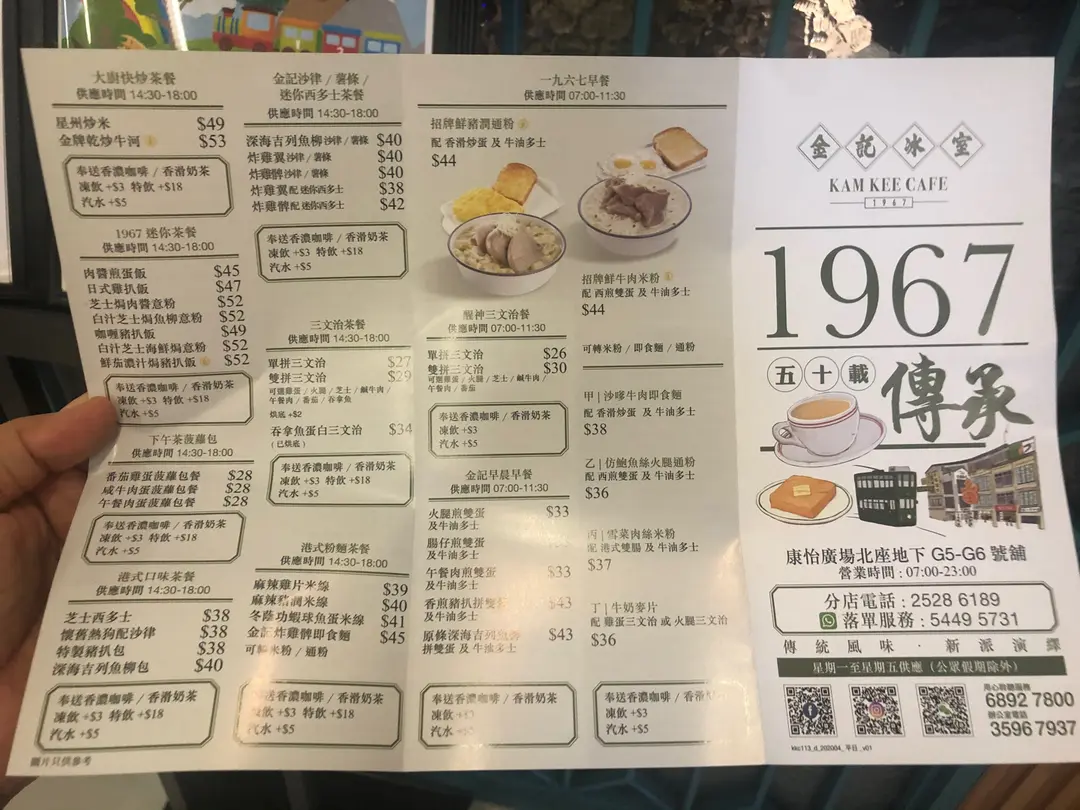 大廚快炒茶餐
供應時間 14:30-18:00
星州炒米 $49
金牌乾炒牛河 $53
奉送香濃咖啡 / 香滑奶茶
凍飲 +$3 特飲 +$18
汽水 +$5
1967 迷你茶餐
供應時間 14:30-18:00
肉醬煎蛋飯 $45
日式雞扒飯 $47
芝士焗肉醬意粉 $52
白汁芝士焗魚柳意粉 $52
咖喱豬扒飯 $49
白汁芝士海鮮焗意粉 $52
鮮茄濃汁焗豬扒飯 $52
奉送香濃咖啡 / 香滑奶茶
凍飲 +$3 特飲 +$18
汽水 +$5
下午茶菠蘿包
供應時間 14:30-18:00
番茄雞蛋菠蘿包餐 $28
咸牛肉蛋菠蘿包餐 $28
午餐肉蛋菠蘿包餐 $28
奉送香濃咖啡 / 香滑奶茶
凍飲 +$3 特飲 +$18
汽水 +$5
港式口味茶餐
供應時間 14:30-18:00
芝士西多士 $38
懷舊熱狗配沙律 $38
特製豬扒包 $38
深海吉列魚柳包 $40
奉送香濃咖啡 / 香滑奶茶
凍飲 +$3 特飲 +$18
汽水 +$5
圖片只供參考
金記沙律 / 薯條 /
迷你西多士茶餐
供應時間 14:30-18:00
深海吉列魚柳 沙律 / 薯條 $40
炸雞翼 沙律 / 薯條 $40
炸雞髀 沙律 / 薯條 $40
炸雞翼 配 迷你西多士 $38
炸雞髀 配 迷你西多士 $42
奉送香濃咖啡 / 香滑奶茶
凍飲 +$3 特飲 +$18
汽水 +$5
三文治茶餐
供應時間 14:30-18:00
單拼三文治 $27
雙拼三文治 $29
可選雞蛋 / 火腿 / 芝士 / 鹹牛肉 /
午餐肉 / 番茄 / 吞拿魚
烘底 +$2
吞拿魚蛋白三文治 $34
(已烘底)
奉送香濃咖啡 / 香滑奶茶
凍飲 +$3 特飲 +$18
汽水 +$5
港式粉麵茶餐
供應時間 14:30-18:00
麻辣雞片米線 $39
麻辣豬潤米線 $40
冬蔭功蝦球魚蛋米線 $41
金記炸雞髀即食麵 $45
可轉米粉 / 通粉
奉送香濃咖啡 / 香滑奶茶
凍飲 +$3 特飲 +$18
汽水 +$5
一九六七早餐
供應時間 07:00-11:30
招牌鮮豬潤通粉
配 香滑炒蛋 及 牛油多士
$44
醒神三文治餐
供應時間 07:00-11:30
單拼三文治 $26
雙拼三文治 $30
可選雞蛋 / 火腿 / 芝士 / 鹹牛肉 /
午餐肉 / 番茄
奉送香濃咖啡 / 香滑奶茶
凍飲 +$3
汽水 +$5
金記早晨早餐
供應時間 07:00-11:30
火腿煎雙蛋 $33
及牛油多士
腸仔煎雙蛋
及牛油多士
午餐肉煎雙蛋 $33
及牛油多士
香煎豬扒拼雙蛋 $43
及牛油多士
原條深海吉列魚 $43
拼雙蛋 及 牛油多士
奉送香濃咖啡 / 香滑奶茶
凍飲 +$3
汽水 +$5
招牌鮮牛肉米粉
配 西煎雙蛋 及 牛油多士
$44
可轉米粉 / 即食麵 / 通粉
甲 | 沙嗲牛肉即食麵
配 香滑炒蛋 及 牛油多士
$38
乙 | 仿鮑魚絲火腿通粉
配 西煎雙蛋 及 牛油多士
$36
丙 | 雪菜肉絲米粉
配 港式雙腸 及 牛油多士
$37
丁 | 牛奶麥片
配 雞蛋三文治 或 火腿三文治
$36
奉送香濃咖啡 / 香滑奶
凍飲 +$3
汽水 +$5
金記冰室
KAM KEE CAFE
1967
1967
五十載
傳承
康怡廣場北座地下 G5-G6 號舖
營業時間 : 07:00-23:00
分店電話 : 2528 6189
落單服務 : 5449 5731
傳統風味 · 新派演繹
星期一至星期五供應 (公眾假期除外)
用心聆聽服務
6892 7800
辦公室電話
3596 7937
kkc113_d_202004_平日_v01